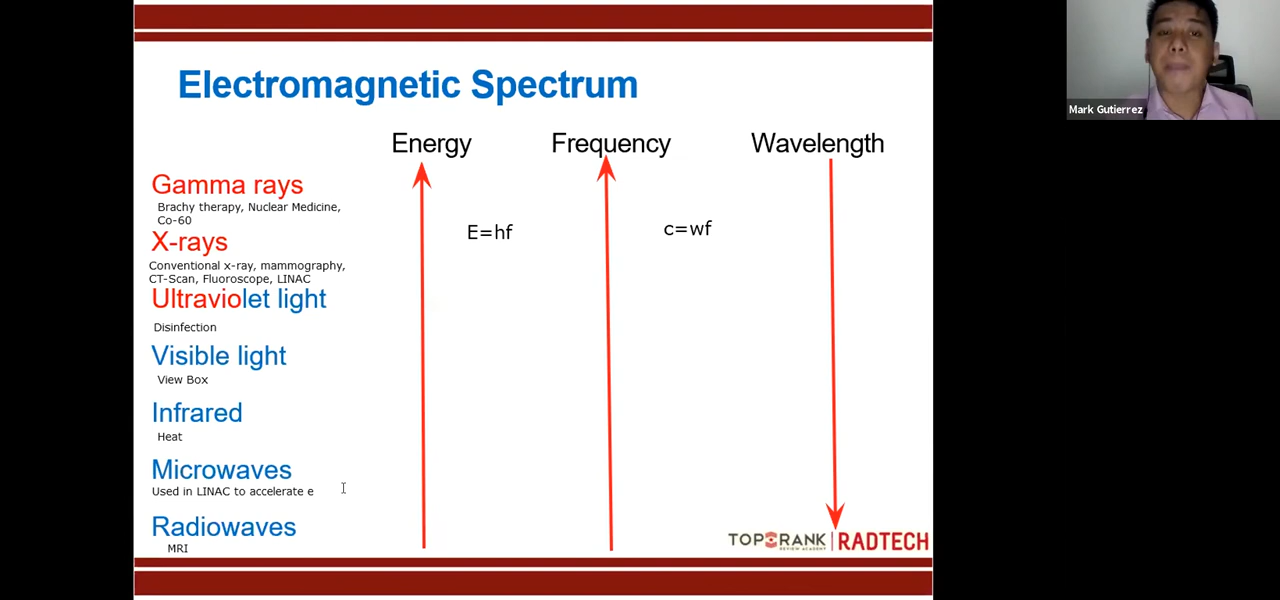 Electromagnetic Spectrum
Energy
Frequency
Wavelength
Gamma rays
Brachy therapy, Nuclear Medicine,
Co-60
E=hf
c=wf
X-rays
Conventional x-ray, mammography,
CT-Scan, Fluoroscope, LINAC
Ultraviolet light
Disinfection
Visible light
View Box
Infrared
Heat
Microwaves
Used in LINAC to accelerate e
Radiowaves
MRI
TOPRANK
REVIEW ACADEMY
RADTECH
Mark Gutierrez